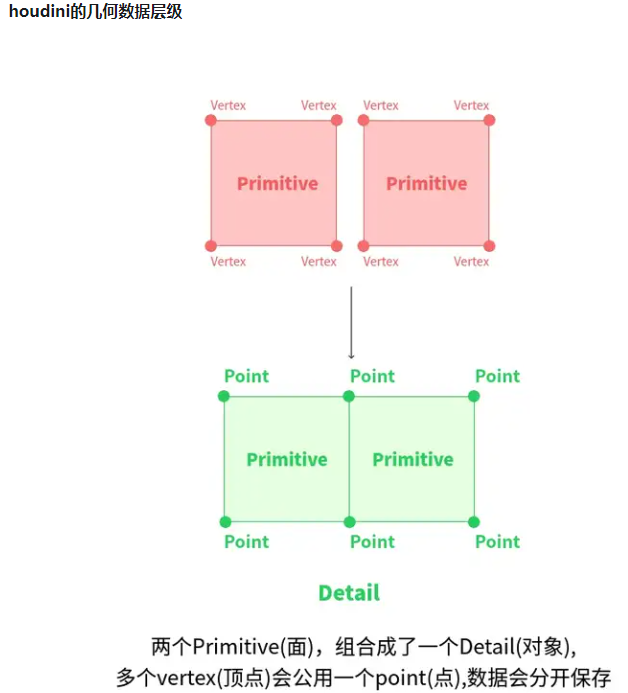 houdini的几何数据层级
Vertex Vertex Vertex Vertex
Primitive Primitive
Vertex Vertex Vertex Vertex
Point Point Point
Primitive Primitive
Point Point Point
Detail
两个Primitive(面)，组合成了一个Detail(对象),
多个vertex(顶点)会公用一个point(点),数据会分开保存